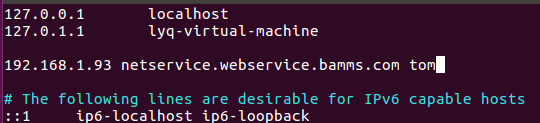 127.0.0.1 localhost
127.0.1.1 lyq-virtual-machine
192.168.1.93 netservice.webservice.bamms.com tom
# The following lines are desirable for IPv6 capable hosts
::1 ip6-localhost ip6-loopback